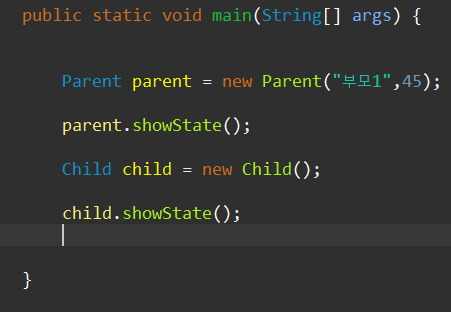 public static void main(String[] args) {
Parent parent = new Parent("부모1",45);
parent.showState();
Child child = new Child();
child.showState();
}